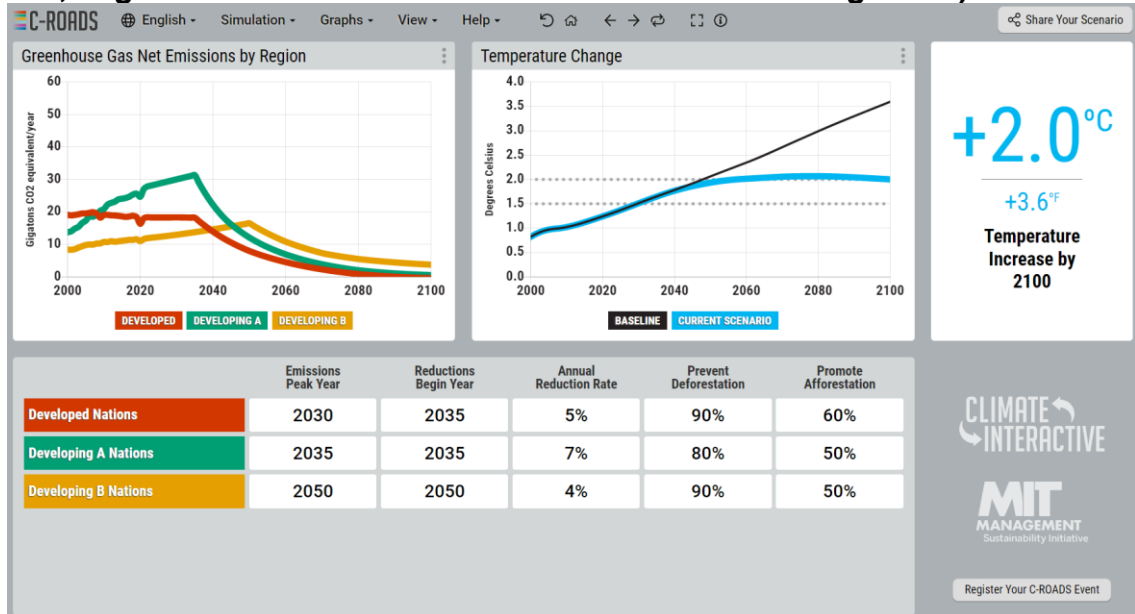 C-ROADS English Simulation Graphs View Help Share Your Scenario
Greenhouse Gas Net Emissions by Region
Gigatons CO2 equivalent/year
60
50
40
30
20
10
0
2000 2020 2040 2060 2080 2100
DEVELOPED DEVELOPING A DEVELOPING B
Temperature Change
Degrees Celsius
4.0
3.5
3.0
2.5
2.0
1.5
1.0
0.5
0.0
2000 2020 2040 2060 2080 2100
BASELINE CURRENT SCENARIO
+2.0°C
+3.6°F
Temperature
Increase by
2100
Emissions Peak Year Reductions Begin Year Annual Reduction Rate Prevent Deforestation Promote Afforestation
Developed Nations 2030 2035 5% 90% 60%
Developing A Nations 2035 2035 7% 80% 50%
Developing B Nations 2050 2050 4% 90% 50%
CLIMATE
INTERACTIVE
MIT
MANAGEMENT
Sustainability Initiative
Register Your C-ROADS Event